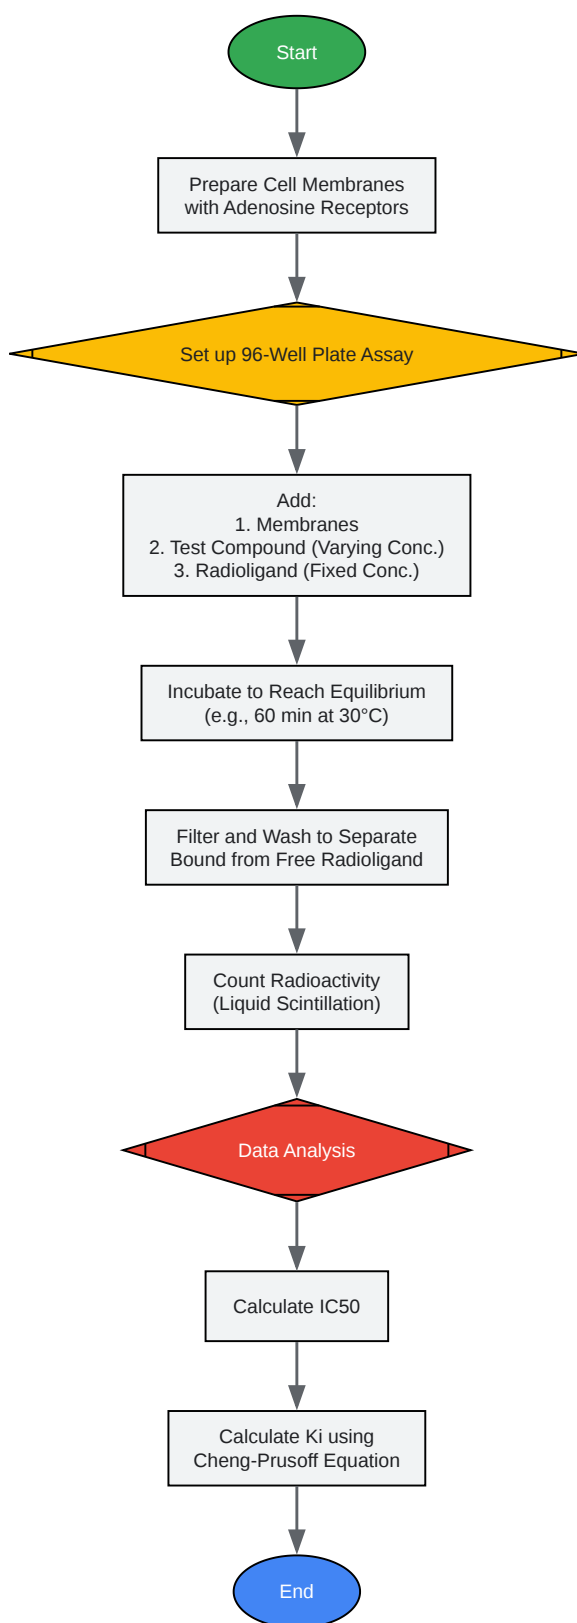 Start
Prepare Cell Membranes
with Adenosine Receptors
Set up 96-Well Plate Assay
Add:
1. Membranes
2. Test Compound (Varying Conc.)
3. Radioligand (Fixed Conc.)
Incubate to Reach Equilibrium
(e.g., 60 min at 30°C)
Filter and Wash to Separate
Bound from Free Radioligand
Count Radioactivity
(Liquid Scintillation)
Data Analysis
Calculate IC50
Calculate Ki using
Cheng-Prusoff Equation
End